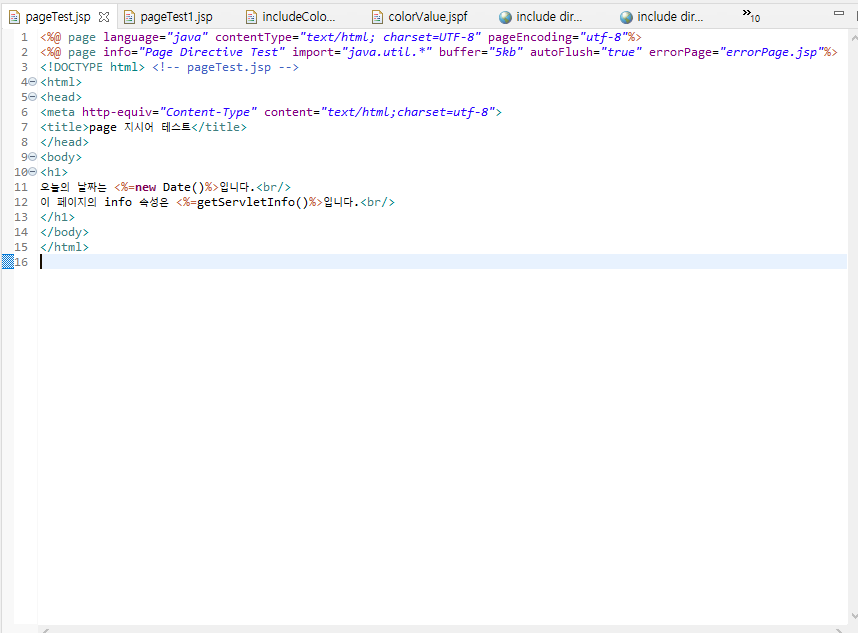 pageTest.jsp pageTest1.jsp includeColo... colorValue.jspf include dir... include dir... »10
1 <%@ page language="java" contentType="text/html; charset=UTF-8" pageEncoding="utf-8"%>
2 <%@ page info="Page Directive Test" import="java.util.*" buffer="5kb" autoFlush="true" errorPage="errorPage.jsp"%>
3 <!DOCTYPE html> <!-- pageTest.jsp -->
4 <html>
5 <head>
6 <meta http-equiv="Content-Type" content="text/html;charset=utf-8">
7 <title>page 지시어 테스트</title>
8 </head>
9 <body>
10 <h1>
11 오늘의 날짜는 <%=new Date()%>입니다.<br/>
12 이 페이지의 info 속성은 <%=getServletInfo()%>입니다.<br/>
13 </h1>
14 </body>
15 </html>
16